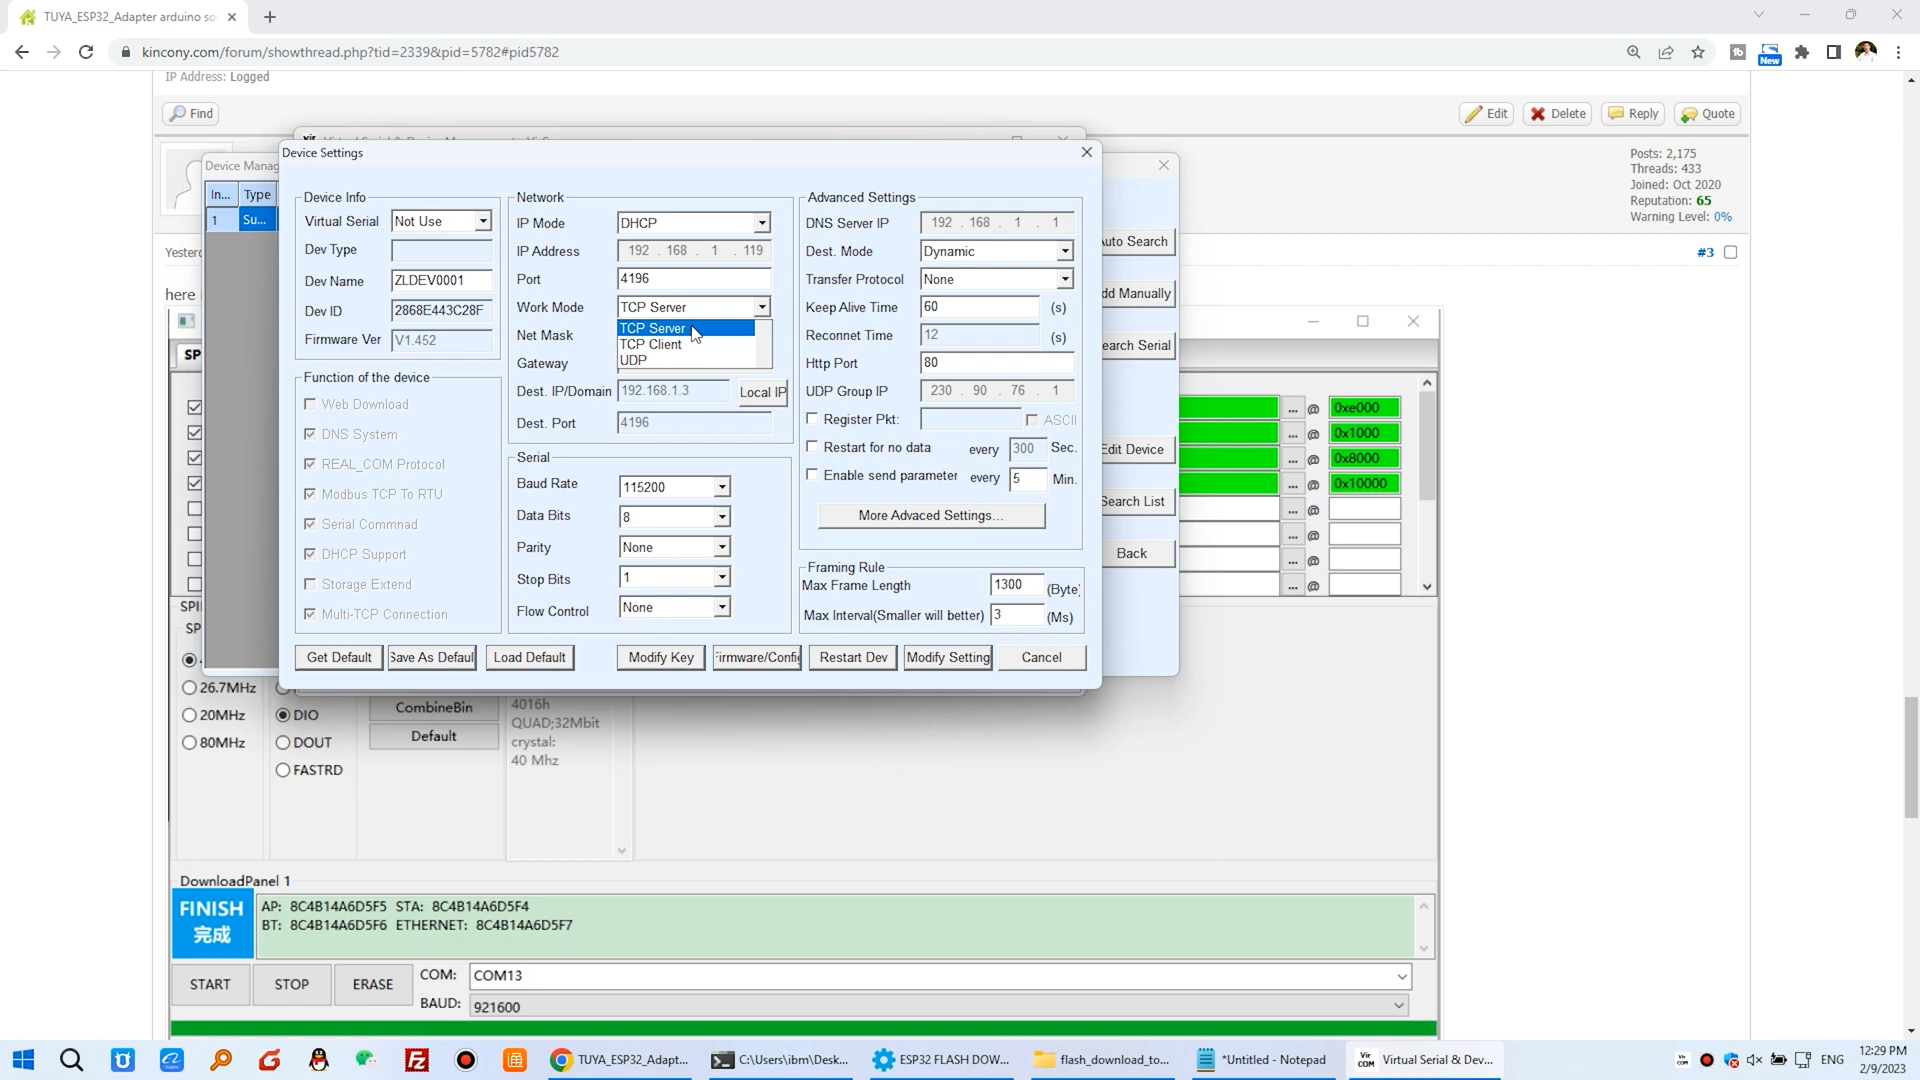 TUYA_ESP32_Adapter arduino so
kincony.com/forum/showthread.php?tid=2339&pid=5782#pid5782
New
IP Address: Logged
Find
Edit
Delete
Reply
Quote
Posts: 2,175
Threads: 433
Joined: Oct 2020
Reputation: 65
Warning Level: 0%
#3
here
Device Settings
Device Manag
In...
Type
1
Su...
Device Info
Virtual Serial
Not Use
Dev Type
Dev Name
ZLDEV0001
Dev ID
2868E443C28F
Firmware Ver
V1.452
Function of the device
Web Download
DNS System
REAL_COM Protocol
Modbus TCP To RTU
Serial Commnad
DHCP Support
Storage Extend
Multi-TCP Connection
Network
IP Mode
DHCP
IP Address
192 . 168 . 1 . 119
Port
4196
Work Mode
TCP Server
TCP Server
TCP Client
UDP
Net Mask
Gateway
Dest. IP/Domain
192.168.1.3
Local IP
Dest. Port
4196
Serial
Baud Rate
115200
Data Bits
8
Parity
None
Stop Bits
1
Flow Control
None
Advanced Settings
DNS Server IP
192 . 168 . 1 . 1
Dest. Mode
Dynamic
Transfer Protocol
None
Keep Alive Time
60
(s)
Reconnet Time
12
(s)
Http Port
80
UDP Group IP
230 . 90 . 76 . 1
Register Pkt:
ASCII
Restart for no data
every
300
Sec.
Enable send parameter
every
5
Min.
More Advaced Settings...
Framing Rule
Max Frame Length
1300
(Byte)
Max Interval(Smaller will better)
3
(Ms)
Get Default
Save As Defaul
Load Default
Modify Key
Firmware/Config
Restart Dev
Modify Setting
Cancel
Auto Search
Add Manually
Search Serial
Edit Device
Search List
Back
... @ 0xe000
... @ 0x1000
... @ 0x8000
... @ 0x10000
... @
... @
... @
... @
26.7MHz
20MHz
80MHz
DIO
DOUT
FASTRD
CombineBin
Default
4016h
QUAD;32Mbit
crystal:
40 Mhz
DownloadPanel 1
FINISH
完成
AP: 8C4B14A6D5F5 STA: 8C4B14A6D5F4
BT: 8C4B14A6D5F6 ETHERNET: 8C4B14A6D5F7
START
STOP
ERASE
COM:
COM13
BAUD:
921600
TUYA_ESP32_Adapt...
C:\Users\ibm\Desk...
ESP32 FLASH DOW...
flash_download_to...
*Untitled - Notepad
Virtual Serial & Dev...
ENG
12:29 PM
2/9/2023